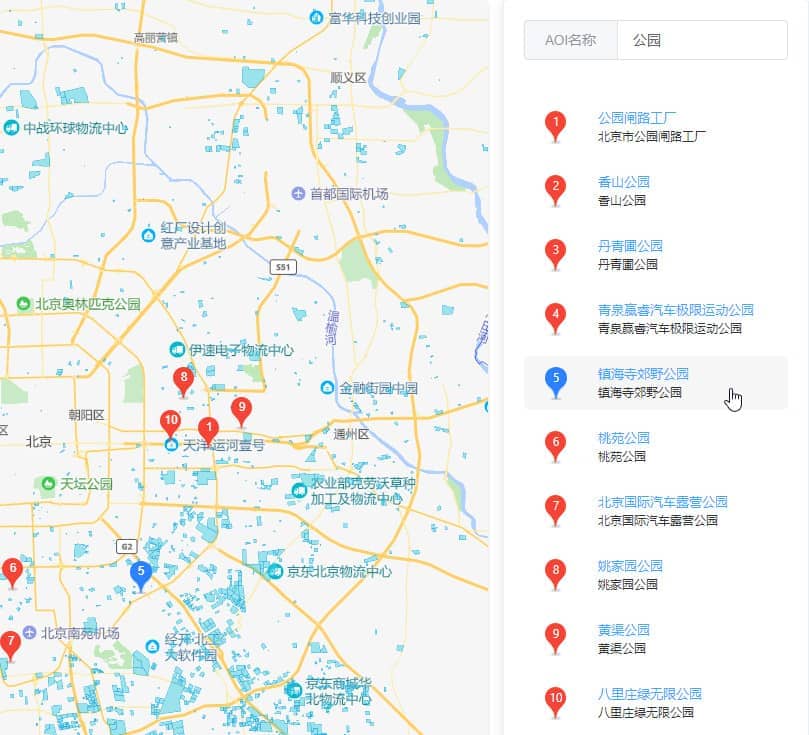 富华科技创业园
高丽营镇
顺义区
中战环球物流中心
首都国际机场
红厂设计创
意产业基地
S51
北京奥林匹克公园
温榆河
伊速电子物流中心
8
金融街园中园
9
朝阳区
10
1
天洋运河壹号
通州区
区
北京
天坛公园
农业部克劳沃草种
加工及物流中心
G2
6
5
京东北京物流中心
7
北京南苑机场
经开·北工
大软件园
京东商城华
北物流中心
AOI名称
公园
1
公园闸路工厂
北京市公园闸路工厂
2
香山公园
香山公园
3
丹青圃公园
丹青圃公园
4
青泉赢睿汽车极限运动公园
青泉赢睿汽车极限运动公园
5
镇海寺郊野公园
镇海寺郊野公园
6
桃苑公园
桃苑公园
7
北京国际汽车露营公园
北京国际汽车露营公园
8
姚家园公园
姚家园公园
9
黄渠公园
黄渠公园
10
八里庄绿无限公园
八里庄绿无限公园